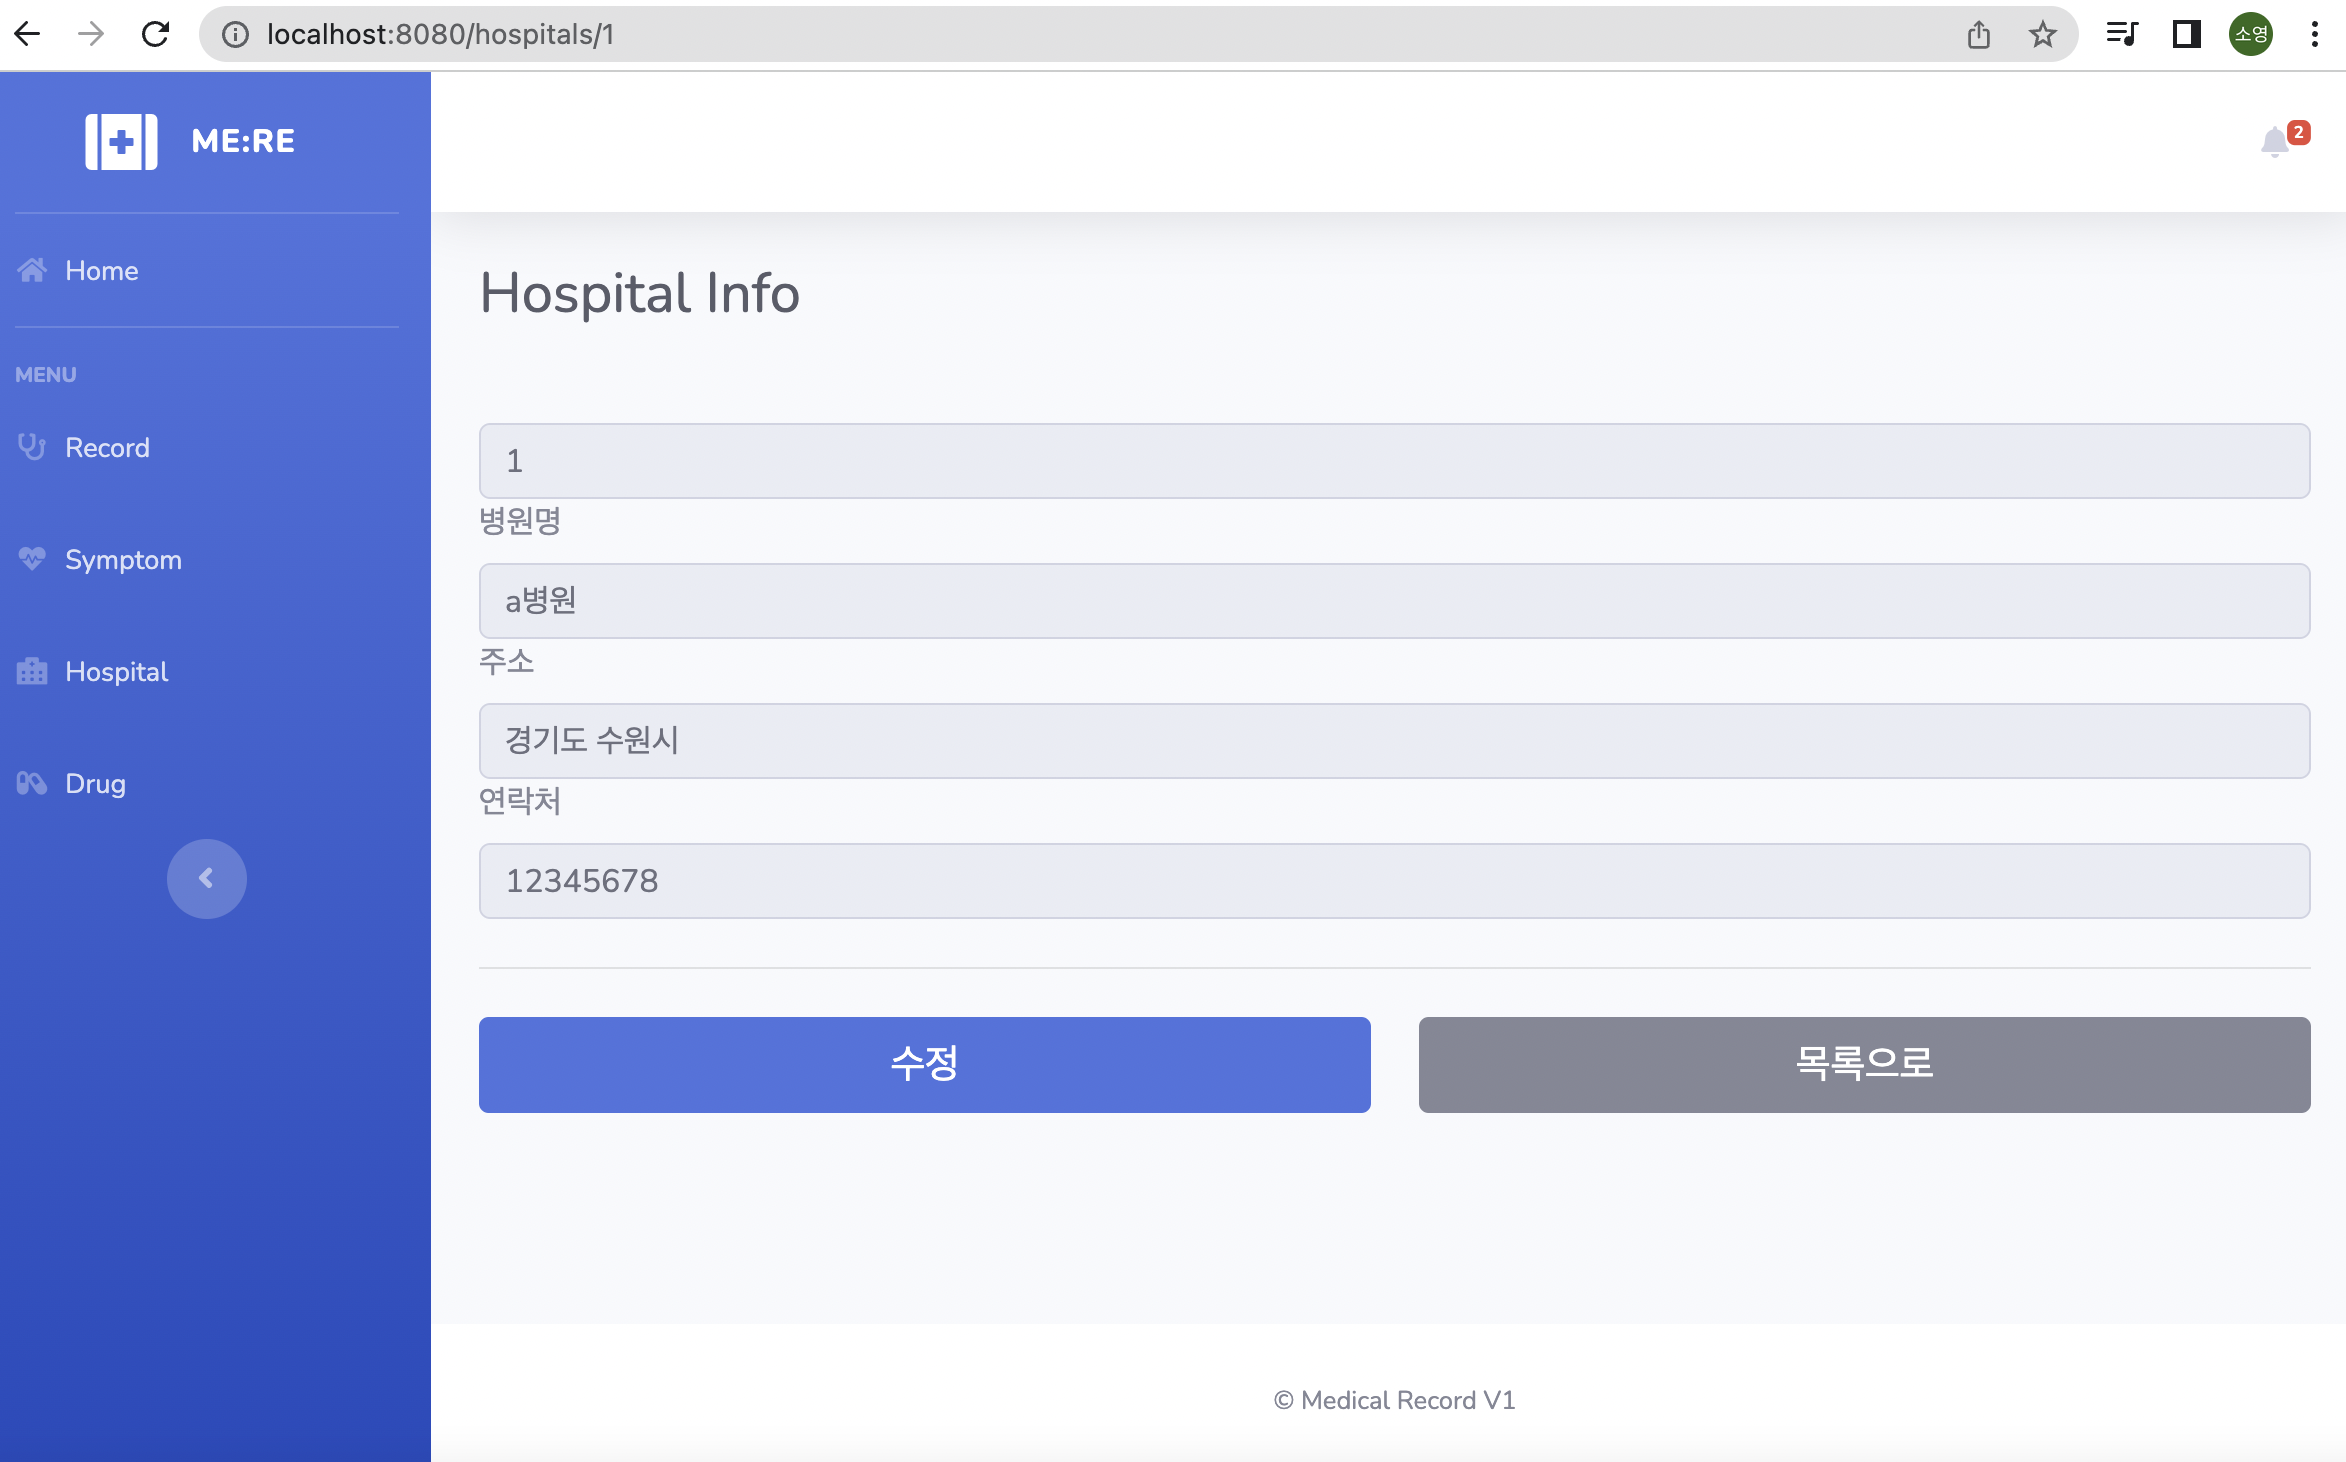 localhost:8080/hospitals/1
소영
ME:RE
2
Home
MENU
Record
Symptom
Hospital
Drug
Hospital Info
1
병원명
a병원
주소
경기도 수원시
연락처
12345678
수정
목록으로
© Medical Record V1